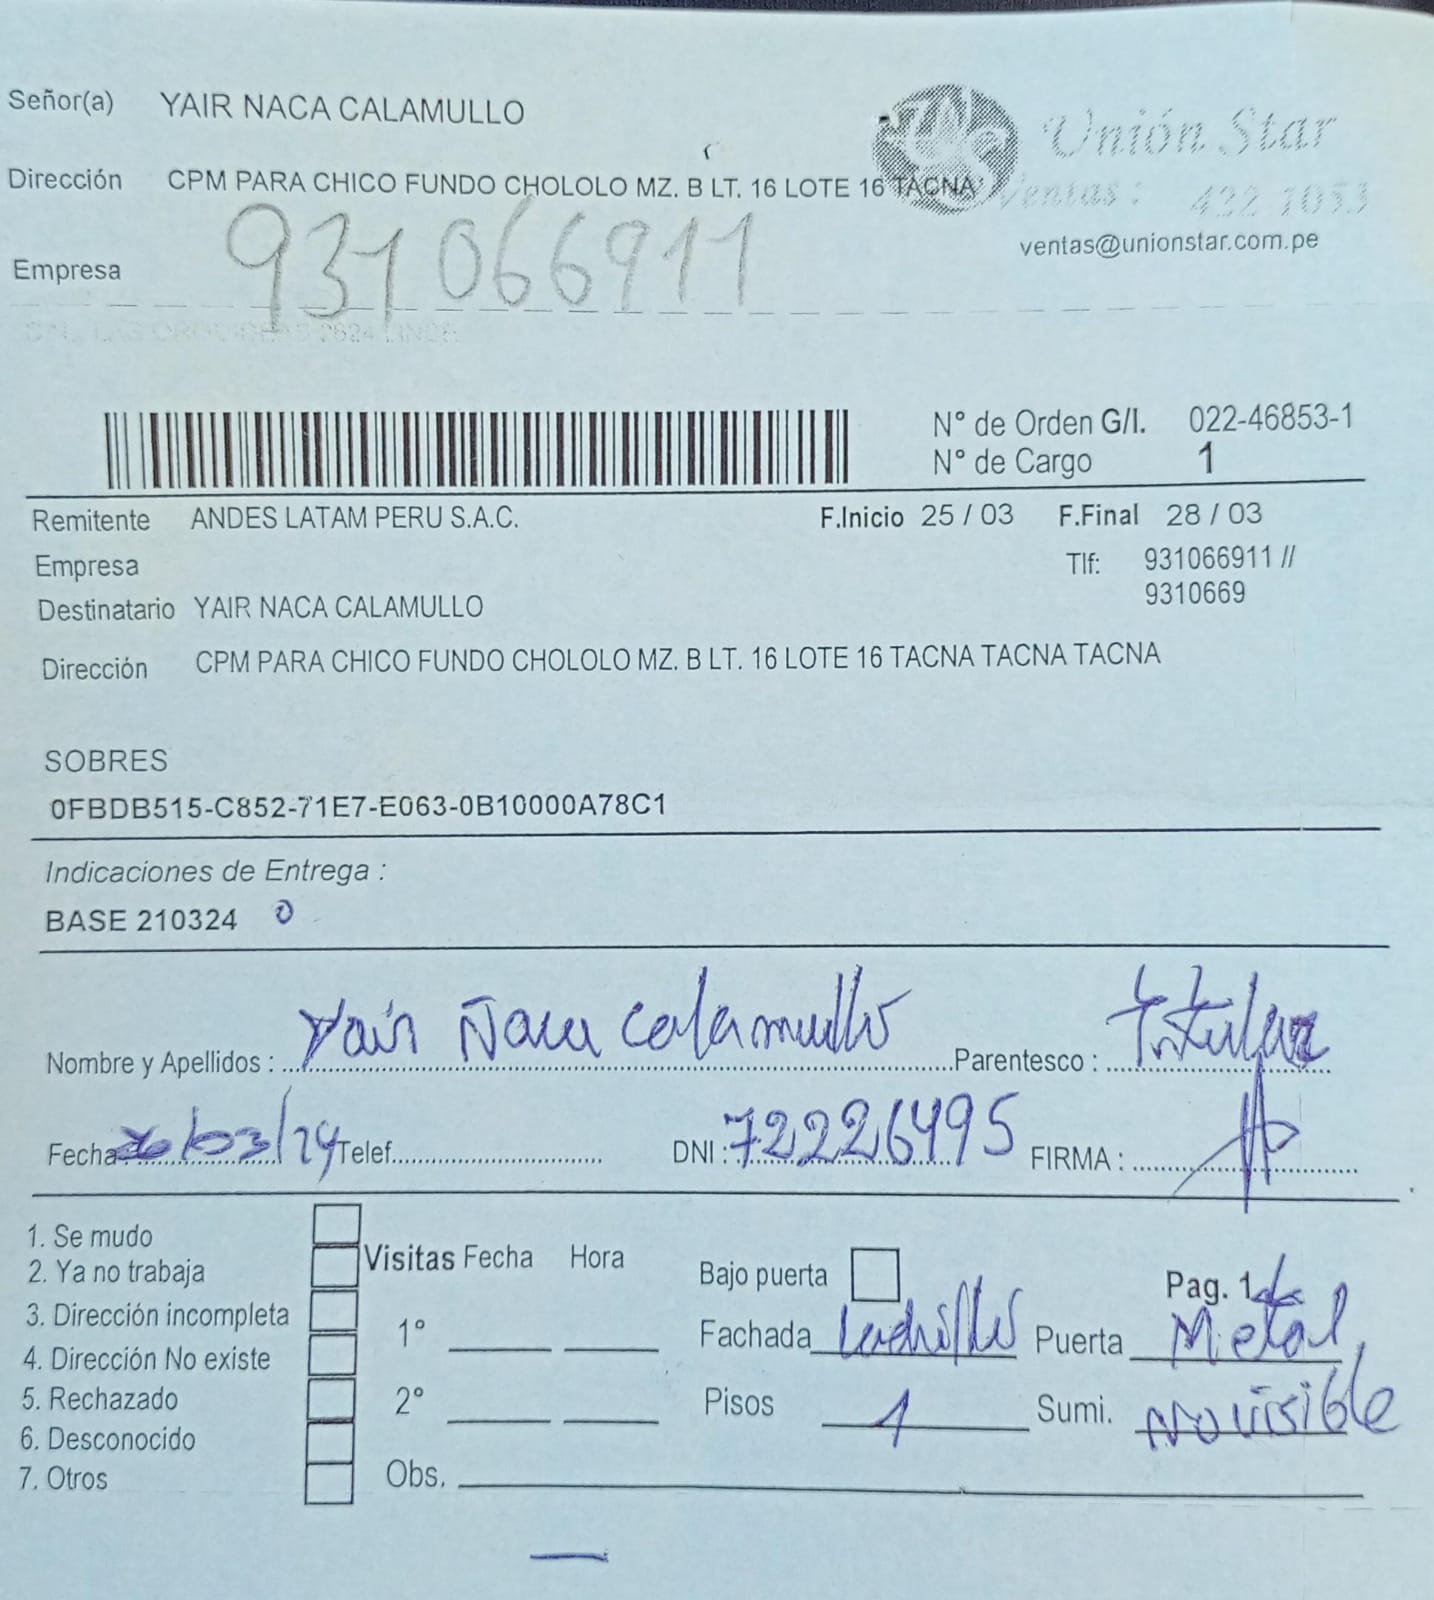 Señor(a) YAIR NACA CALAMULLO
Unión Star
Dirección CPM PARA CHICO FUNDO CHOLOLO MZ. B LT. 16 LOTE 16 TACNA
Ventas : 422 1053
ventas@unionstar.com.pe
Empresa 931066911
N° de Orden G/I. 022-46853-1
N° de Cargo 1
Remitente ANDES LATAM PERU S.A.C. F.Inicio 25 / 03 F.Final 28 / 03
Empresa Tlf: 931066911 //
9310669
Destinatario YAIR NACA CALAMULLO
Dirección CPM PARA CHICO FUNDO CHOLOLO MZ. B LT. 16 LOTE 16 TACNA TACNA TACNA
SOBRES
0FBDB515-C852-71E7-E063-0B10000A78C1
Indicaciones de Entrega :
BASE 210324 0
Nombre y Apellidos : Yair Ñaca Calamullo Parentesco : Titular
Fecha: 26/03/24 Telef. DNI : 72226495 FIRMA :
1. Se mudo
2. Ya no trabaja
3. Dirección incompleta
4. Dirección No existe
5. Rechazado
6. Desconocido
7. Otros
Visitas Fecha Hora
1°
2°
Obs.
Bajo puerta Pag. 1
Fachada Ladrillo Puerta Metal
Pisos 1 Sumi. No visible